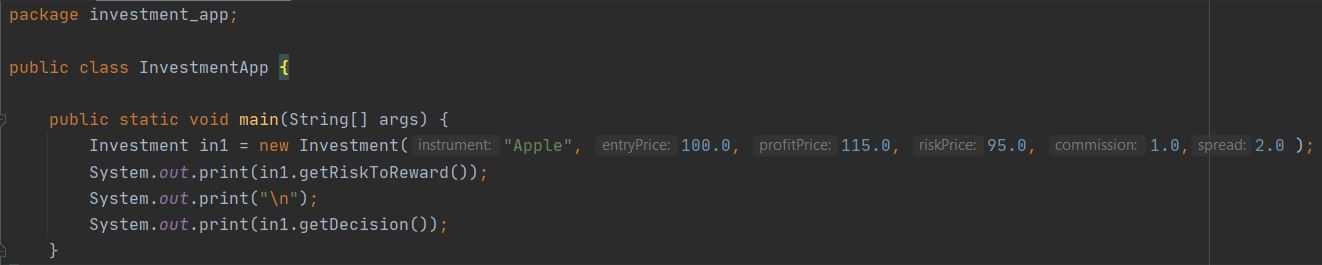 package investment_app;
public class InvestmentApp {
public static void main(String[] args) {
Investment in1 = new Investment( instrument: "Apple", entryPrice: 100.0, profitPrice: 115.0, riskPrice: 95.0, commission: 1.0, spread: 2.0 );
System.out.print(in1.getRiskToReward());
System.out.print("\n");
System.out.print(in1.getDecision());
}